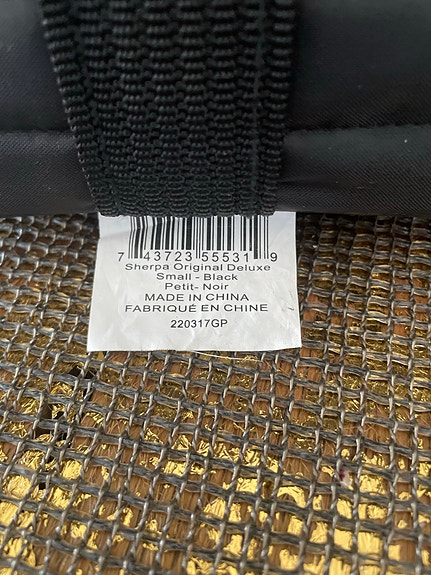 7 43723 55531 9
Sherpa Original Deluxe
Small - Black
Petit- Noir
MADE IN CHINA
FABRIQUÉ EN CHINE
220317GP